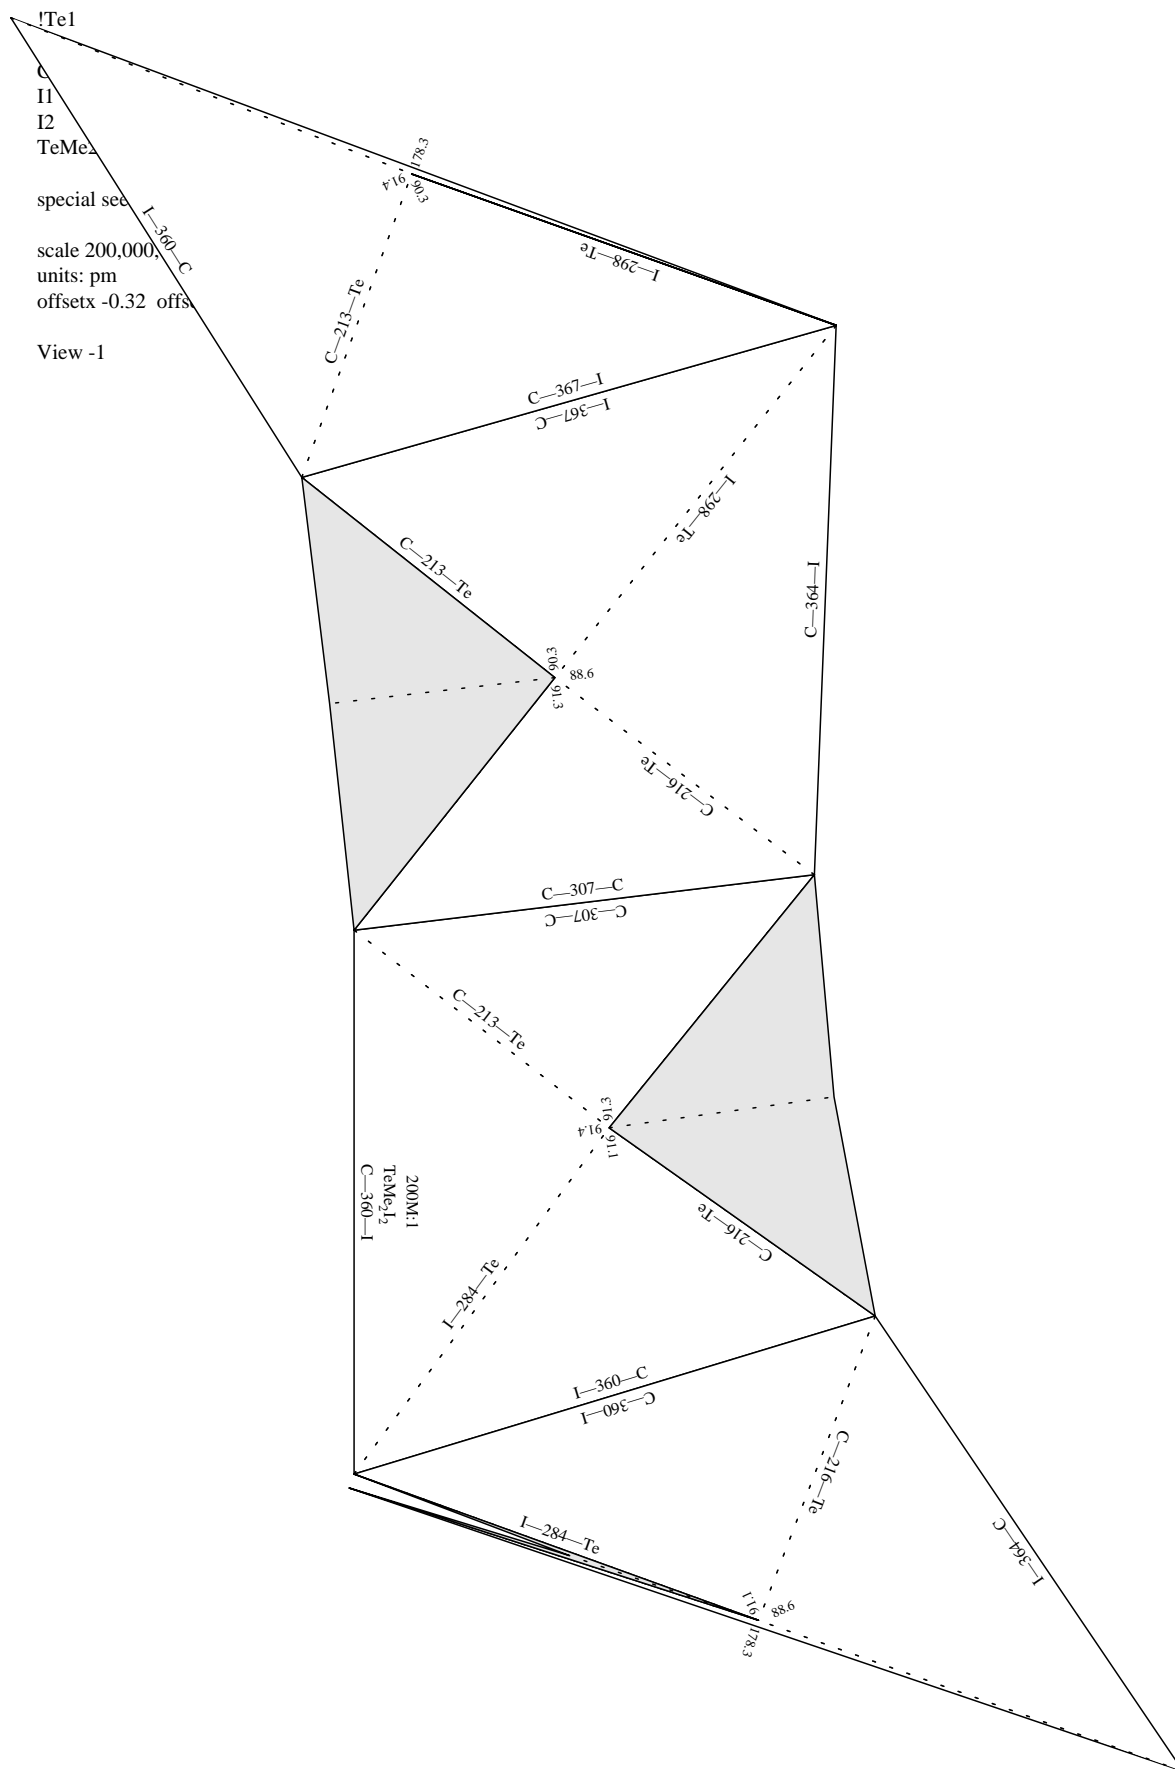 !Te1
I1
I2
TeMe2
special see
scale 200,000,
units: pm
offsetx -0.32 offs
View -1
I—360—C
178.3
91.4
90.3
I—298—Te
C—213—Te
C—367—I
I—367—C
I—298—Te
C—213—Te
C—364—I
90.3
88.6
91.3
C—216—Te
C—307—C
C—307—C
C—213—Te
91.3
91.4
91.1
200M:1
TeMe2I2
C—360—I
C—216—Te
I—284—Te
I—360—C
C—360—I
C—216—Te
I—284—Te
I—364—C
91.1
88.6
178.3